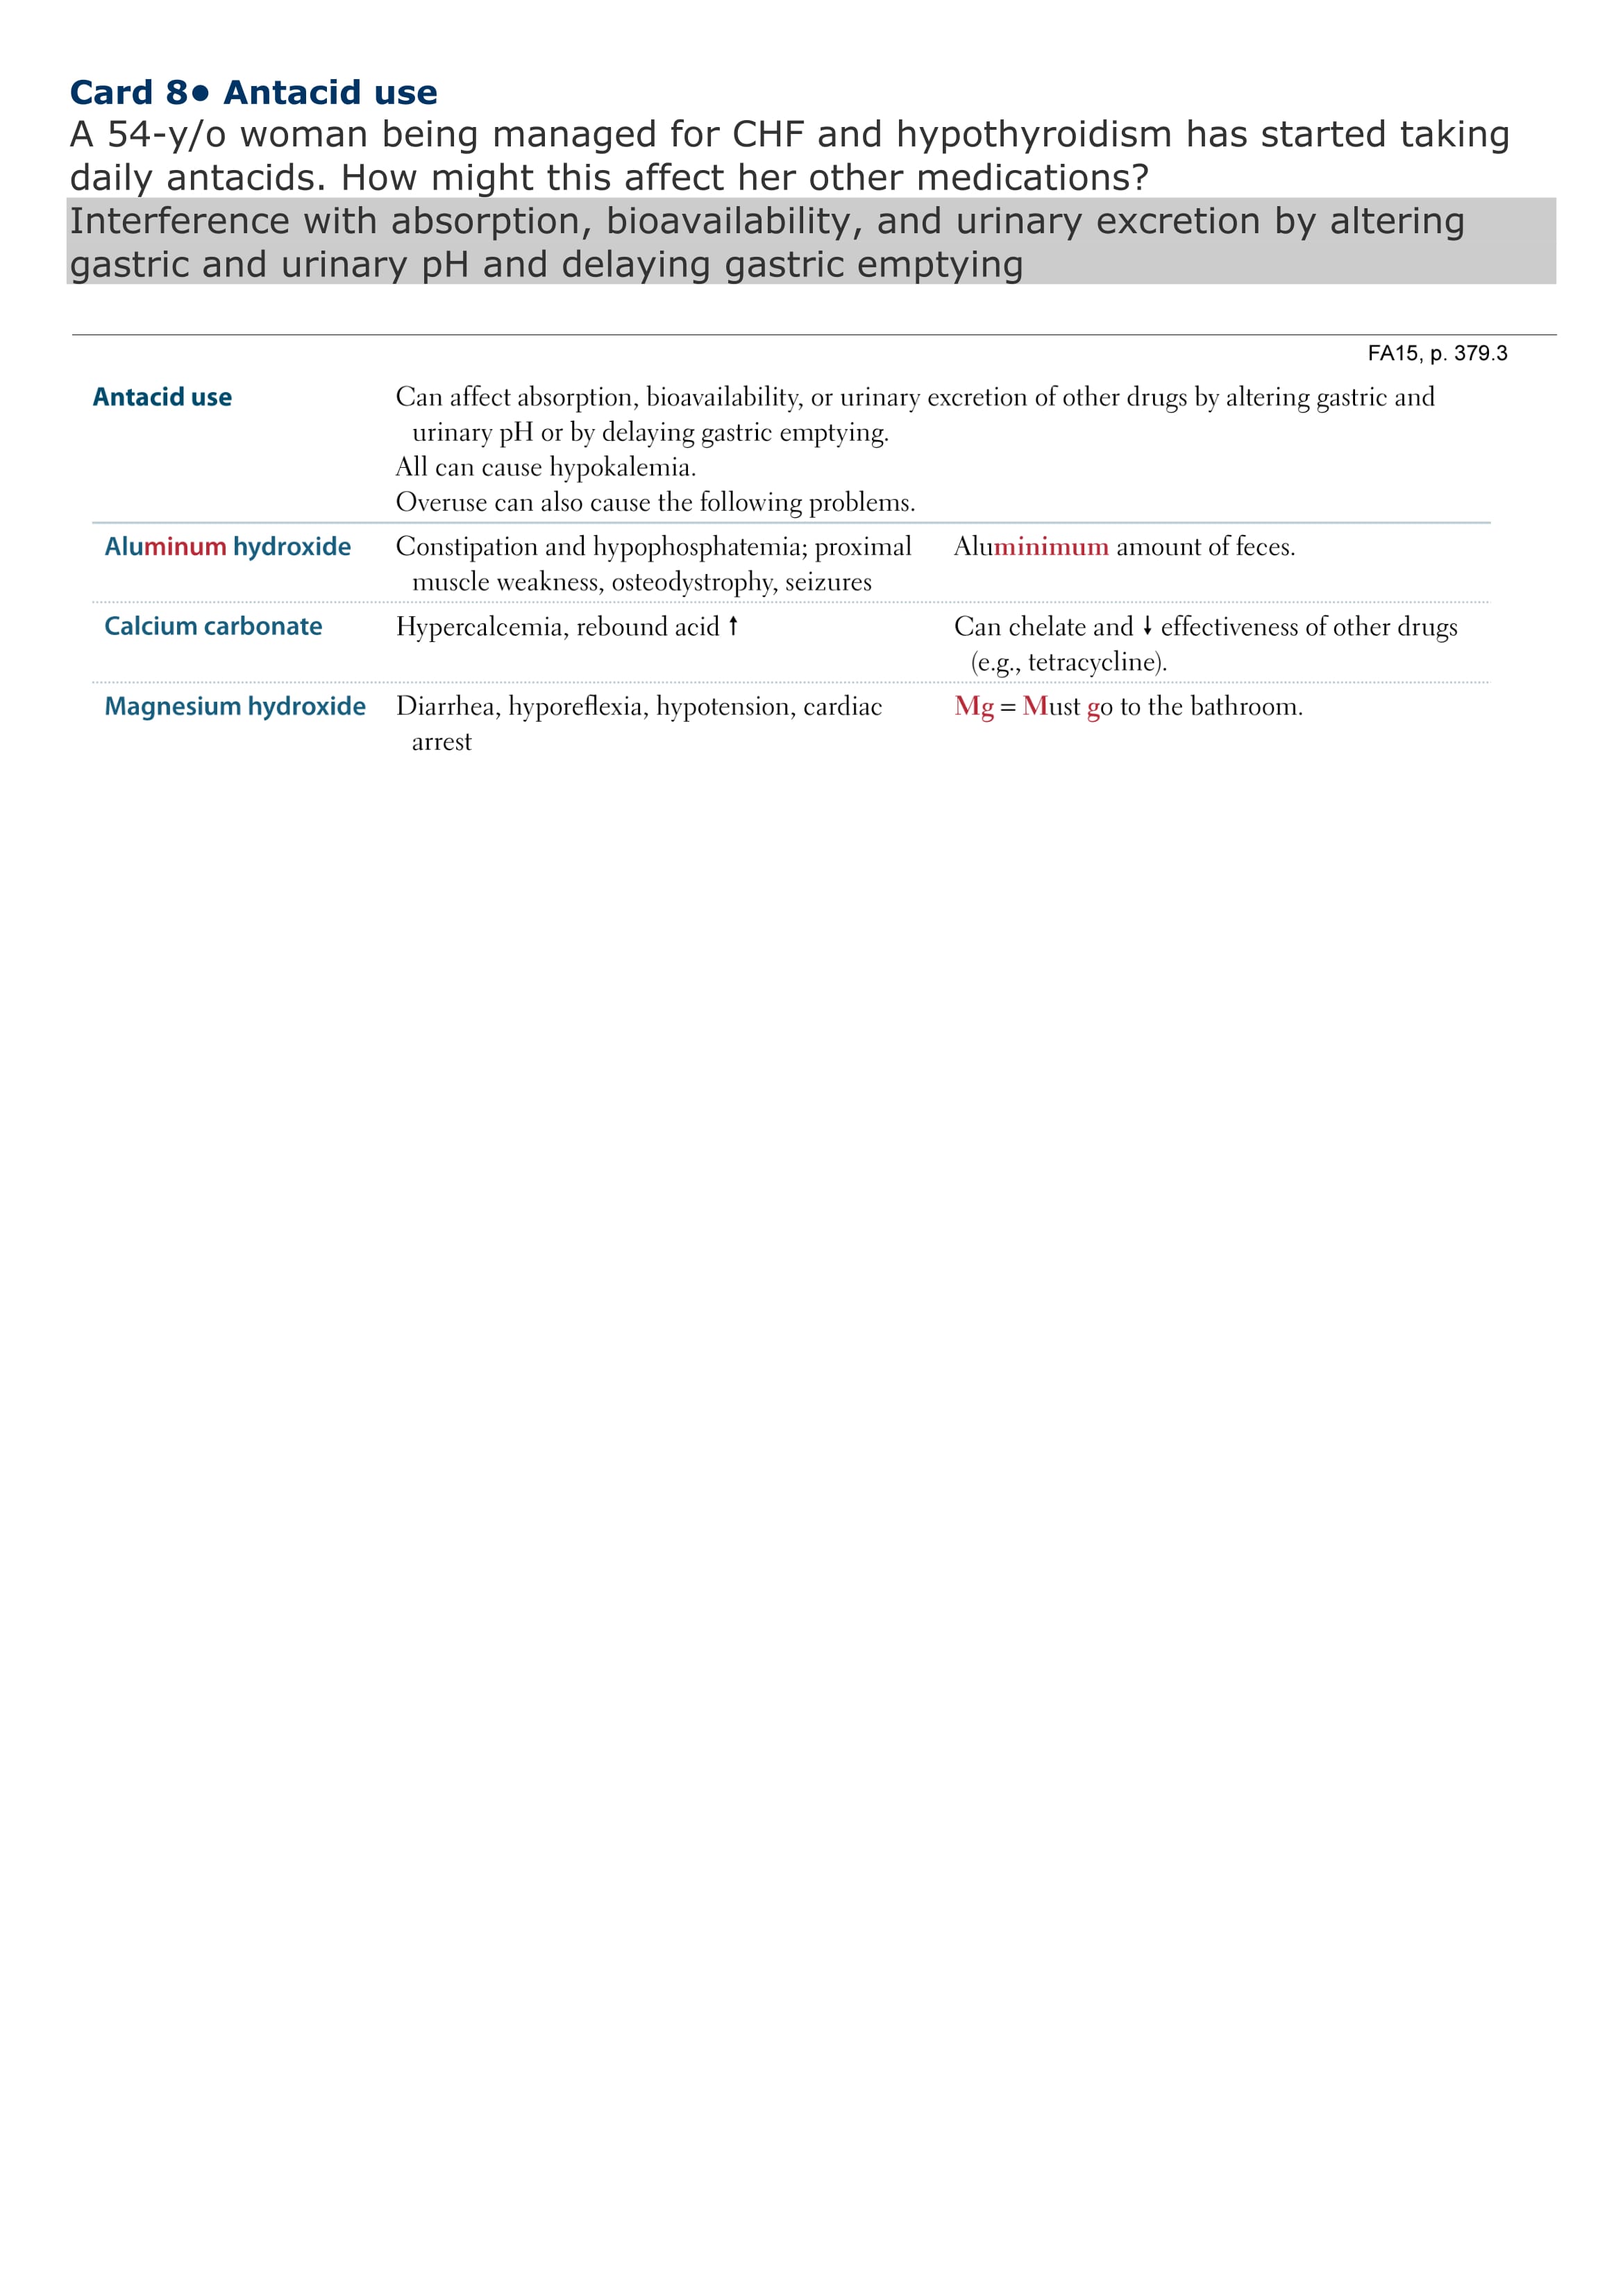 Card 8• Antacid use
A 54-y/o woman being managed for CHF and hypothyroidism has started taking
daily antacids. How might this affect her other medications?
Interference with absorption, bioavailability, and urinary excretion by altering
gastric and urinary pH and delaying gastric emptying
FA15, p. 379.3
Antacid use
Can affect absorption, bioavailability, or urinary excretion of other drugs by altering gastric and
urinary pH or by delaying gastric emptying.
All can cause hypokalemia.
Overuse can also cause the following problems.
Aluminum hydroxide
Constipation and hypophosphatemia; proximal
muscle weakness, osteodystrophy, seizures
Aluminimum amount of feces.
Calcium carbonate
Hypercalcemia, rebound acid ↑
Can chelate and ↓ effectiveness of other drugs
(e.g., tetracycline).
Magnesium hydroxide
Diarrhea, hyporeflexia, hypotension, cardiac
arrest
Mg = Must go to the bathroom.